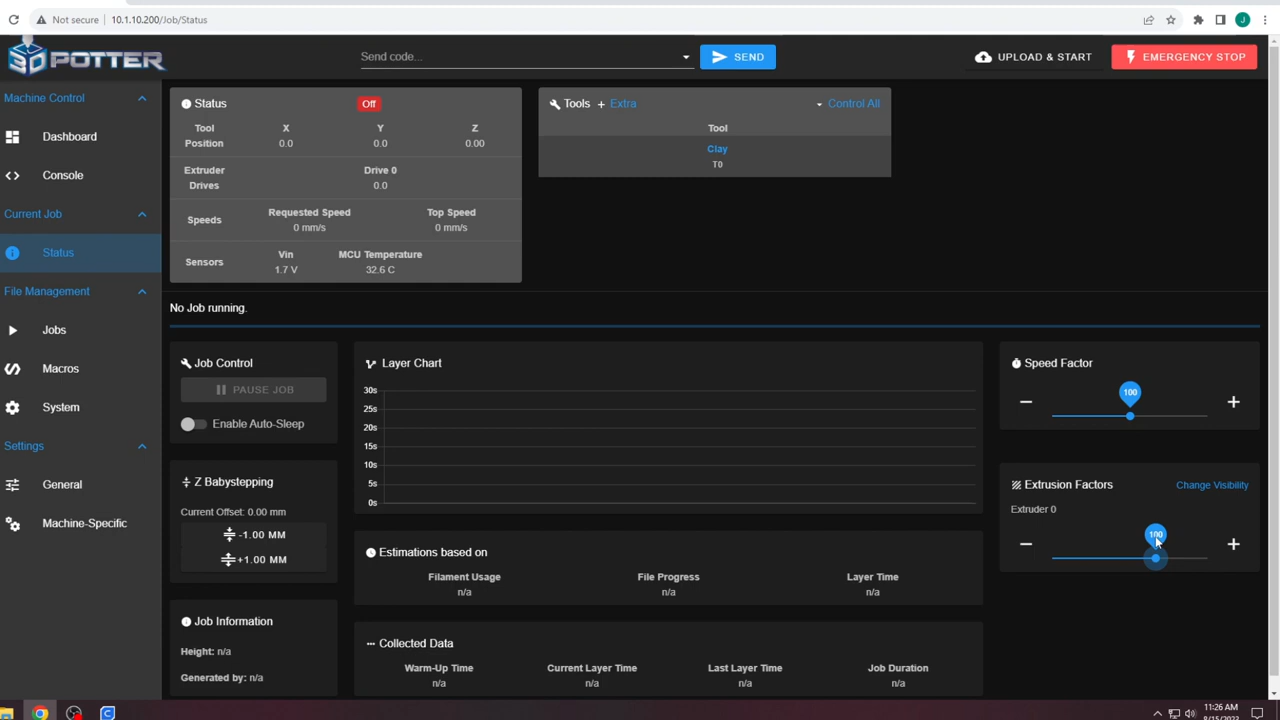 Not secure
10.1.10.200/Job/Status
J
3DPOTTER
Send code...
SEND
UPLOAD & START
EMERGENCY STOP
Machine Control
Dashboard
Console
Current Job
Status
File Management
Jobs
Macros
System
Settings
General
Machine-Specific
Status
Off
Tool Position
X
Y
Z
0.0
0.0
0.00
Extruder Drives
Drive 0
0.0
Speeds
Requested Speed
Top Speed
0 mm/s
0 mm/s
Sensors
Vin
MCU Temperature
1.7 V
32.6 C
Tools + Extra
Control All
Tool
Clay
T0
No Job running.
Job Control
PAUSE JOB
Enable Auto-Sleep
Z Babystepping
Current Offset: 0.00 mm
-1.00 MM
+1.00 MM
Job Information
Height: n/a
Generated by: n/a
Layer Chart
30s
25s
20s
15s
10s
5s
0s
Estimations based on
Filament Usage
File Progress
Layer Time
n/a
n/a
n/a
Collected Data
Warm-Up Time
Current Layer Time
Last Layer Time
Job Duration
n/a
n/a
n/a
n/a
Speed Factor
100
Extrusion Factors
Change Visibility
Extruder 0
100
11:26 AM